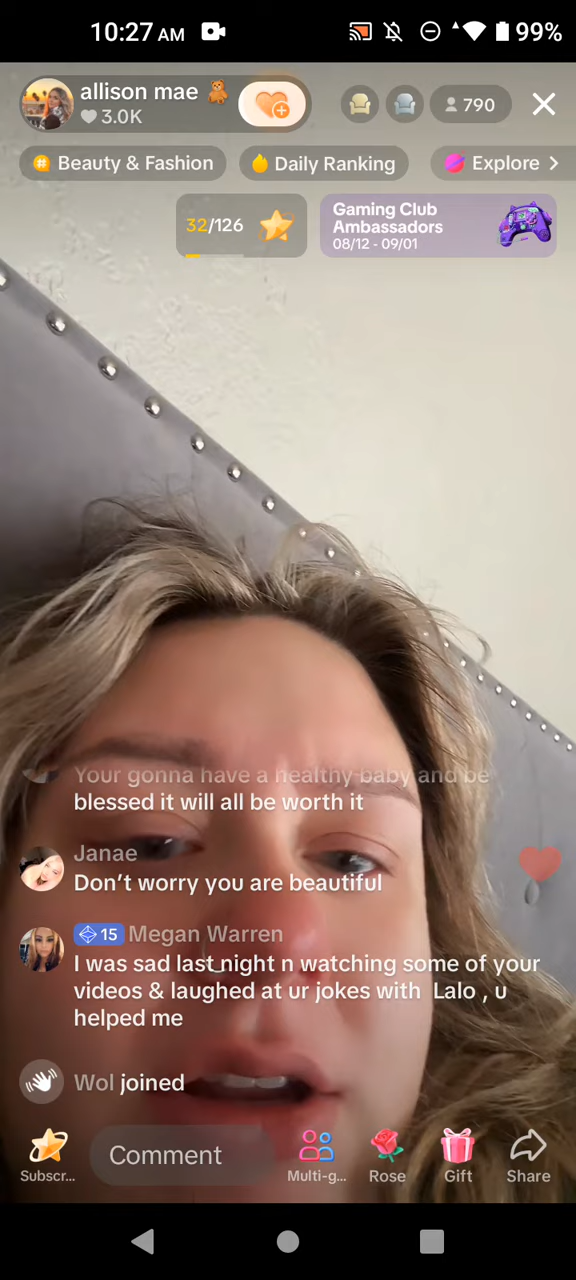 10:27 AM
99%
allison mae 🧸
3.0K
790
Beauty & Fashion
Daily Ranking
Explore >
32/126
Gaming Club
Ambassadors
08/12 - 09/01
Your gonna have a healthy baby and be
blessed it will all be worth it
Janae
Don’t worry you are beautiful
15 Megan Warren
I was sad last night n watching some of your
videos & laughed at ur jokes with Lalo , u
helped me
Wol joined
Comment
Subscr...
Multi-g...
Rose
Gift
Share